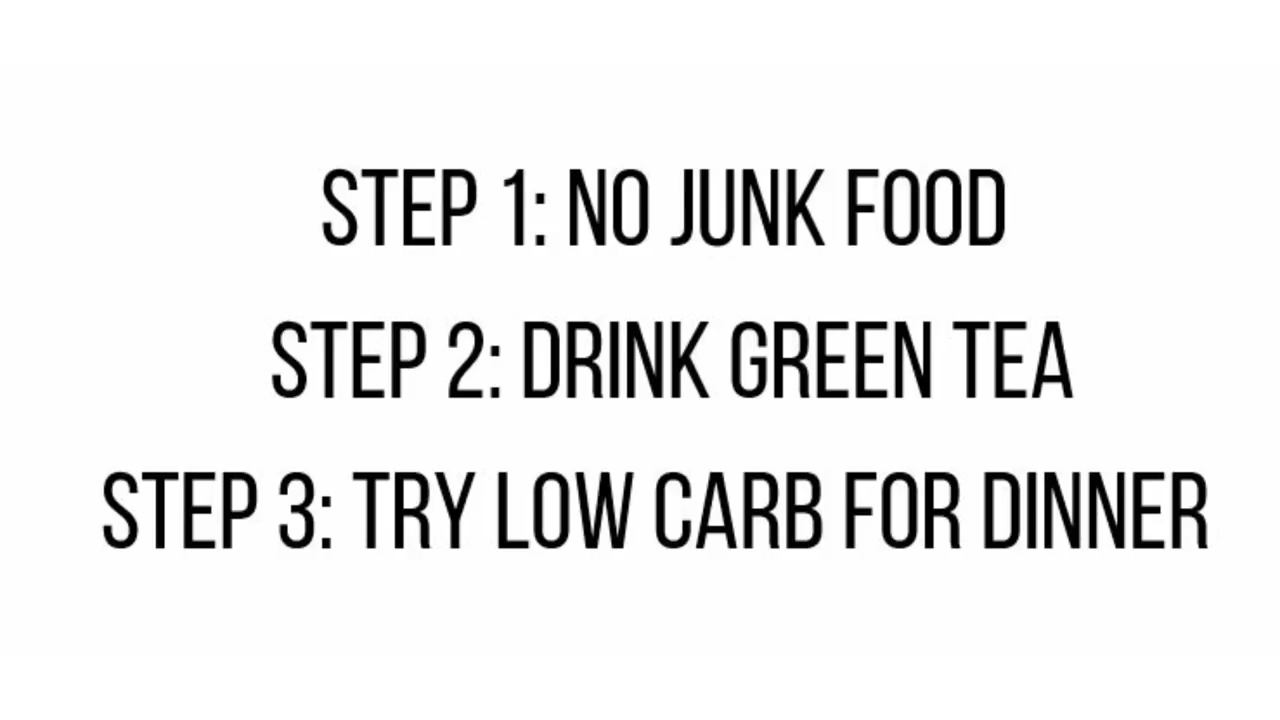 STEP 1: NO JUNK FOOD
STEP 2: DRINK GREEN TEA
STEP 3: TRY LOW CARB FOR DINNER